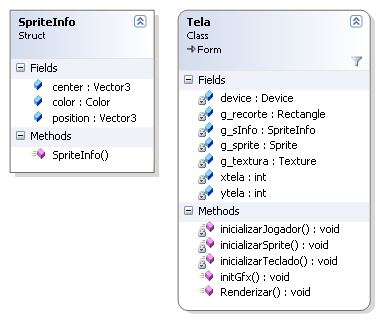 SpriteInfo
Struct
Fields
center : Vector3
color : Color
position : Vector3
Methods
SpriteInfo()
Tela
Class
Form
Fields
device : Device
g_recorte : Rectangle
g_sInfo : SpriteInfo
g_sprite : Sprite
g_textura : Texture
xtela : int
ytela : int
Methods
inicializarJogador() : void
inicializarSprite() : void
inicializarTeclado() : void
initGfx() : void
Renderizar() : void